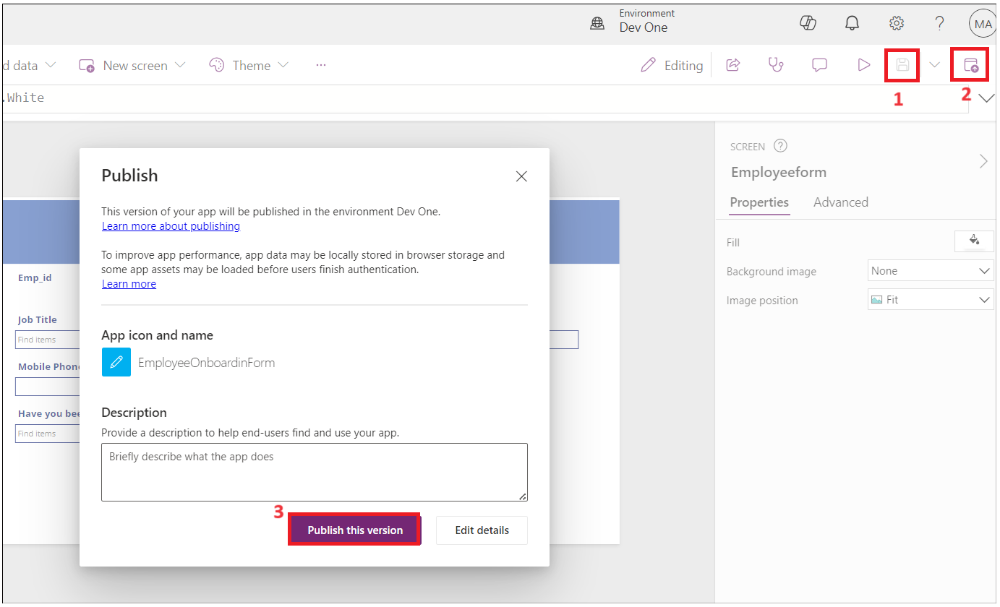 Environment
Dev One
MA
d data
New screen
Theme
...
Editing
.White
1
2
SCREEN ?
Employeeform
Properties Advanced
Fill
Background image None
Image position Fit
Publish
This version of your app will be published in the environment Dev One.
Learn more about publishing
To improve app performance, app data may be locally stored in browser storage and
some app assets may be loaded before users finish authentication.
Learn more
App icon and name
EmployeeOnboardinForm
Description
Provide a description to help end-users find and use your app.
Briefly describe what the app does
3
Publish this version
Edit details
Emp_id
Job Title
Find items
Mobile Phon
Have you bee
Find items